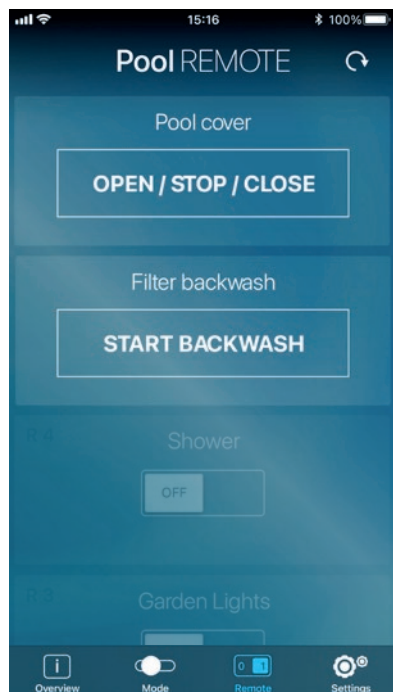 15:16
100%
Pool REMOTE
Pool cover
OPEN / STOP / CLOSE
Filter backwash
START BACKWASH
R 4
Shower
OFF
R 3
Garden Lights
i
0 1
Overview
Mode
Remote
Settings